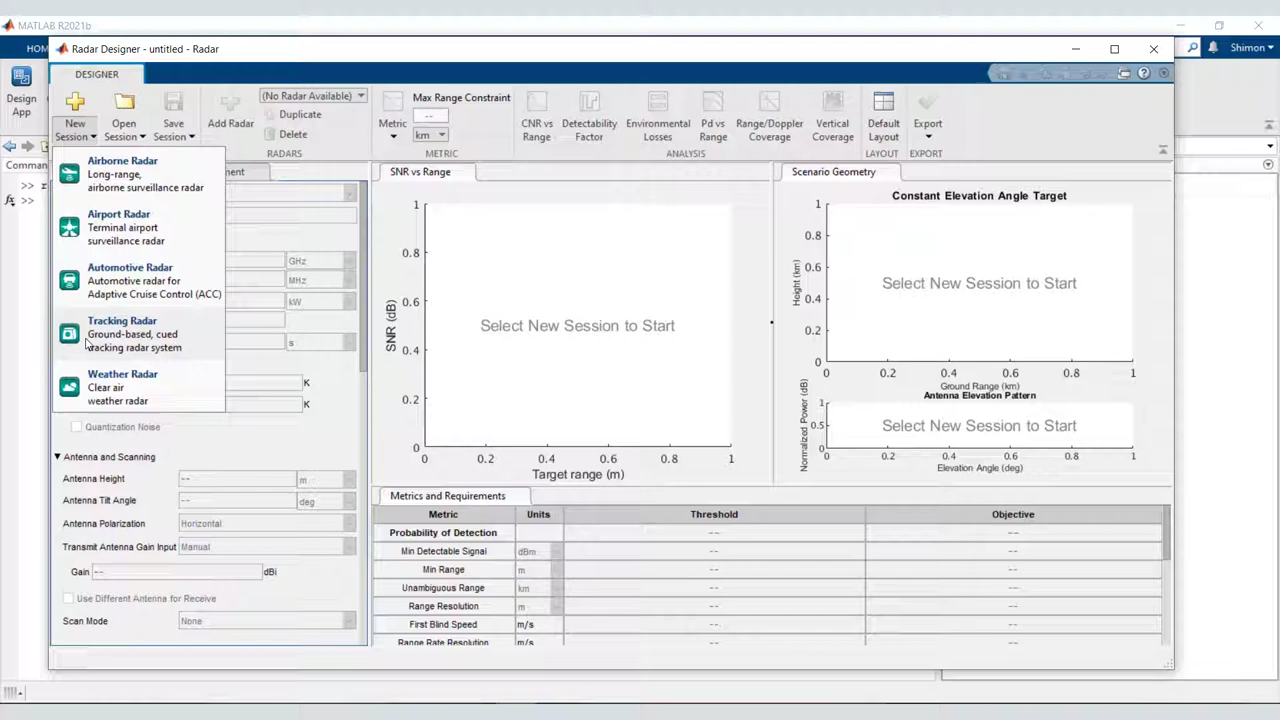 MATLAB R2021b
HOM
Shimon
Radar Designer - untitled - Radar
DESIGNER
Design
App
New
Session
Open
Session
Save
Session
Add Radar
(No Radar Available)
Duplicate
Delete
RADARS
Metric
Max Range Constraint
--
km
METRIC
CNR vs
Range
Detectability
Factor
Environmental
Losses
Pd vs
Range
Range/Doppler
Coverage
Vertical
Coverage
ANALYSIS
Default
Layout
LAYOUT
Export
EXPORT
Comman
>>
fx >>
Airborne Radar
Long-range,
airborne surveillance radar
Airport Radar
Terminal airport
surveillance radar
Automotive Radar
Automotive radar for
Adaptive Cruise Control (ACC)
Tracking Radar
Ground-based, cued
tracking radar system
Weather Radar
Clear air
weather radar
ment
GHz
MHz
kW
s
K
K
Quantization Noise
Antenna and Scanning
Antenna Height -- m
Antenna Tilt Angle -- deg
Antenna Polarization Horizontal
Transmit Antenna Gain Input Manual
Gain -- dBi
Use Different Antenna for Receive
Scan Mode None
SNR vs Range
1
0.8
0.6
0.4
0.2
0
SNR (dB)
Select New Session to Start
0 0.2 0.4 0.6 0.8 1
Target range (m)
Scenario Geometry
Constant Elevation Angle Target
1
0.8
0.6
0.4
0.2
0
Height (km)
Select New Session to Start
0 0.2 0.4 0.6 0.8 1
Ground Range (km)
Antenna Elevation Pattern
1
0.5
0
Normalized Power (dB)
Select New Session to Start
0 0.2 0.4 0.6 0.8 1
Elevation Angle (deg)
Metrics and Requirements
Metric Units Threshold Objective
Probability of Detection -- --
Min Detectable Signal dBm -- --
Min Range m -- --
Unambiguous Range km -- --
Range Resolution m -- --
First Blind Speed m/s -- --
Range Rate Resolution m/s -- --